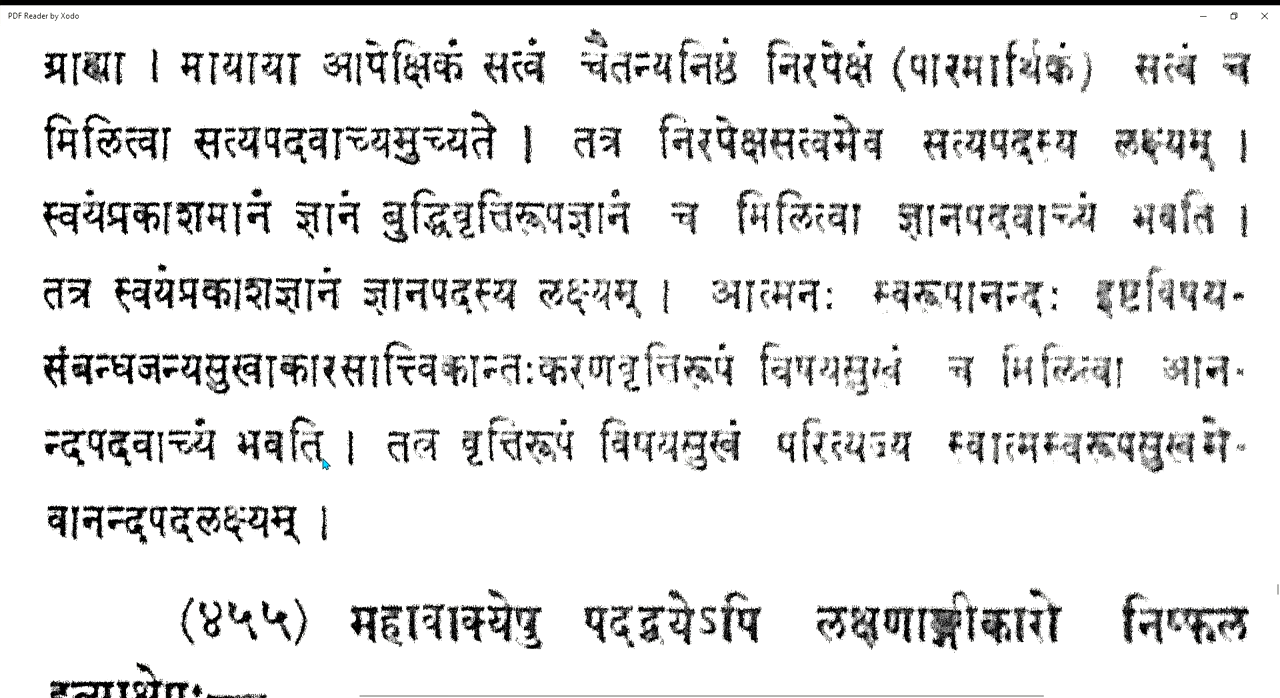 PDF Reader by Xodo
ग्राह्या । मायाया आपेक्षिकं सत्वं चैतन्यनिष्ठं निरपेक्षं (पारमार्थिकं) सत्वं च
मिलित्वा सत्यपदवाच्यमुच्यते । तत्र निरपेक्षसत्वमेव सत्यपदस्य लक्ष्यम् ।
स्वयंप्रकाशमानं ज्ञानं बुद्धिवृत्तिरूपज्ञानं च मिलित्वा ज्ञानपदवाच्यं भवति ।
तत्र स्वयंप्रकाशज्ञानं ज्ञानपदस्य लक्ष्यम् । आत्मनः स्वरूपानन्दः इष्टविषय-
संबन्धजन्यसुखाकारसात्त्विकान्तःकरणवृत्तिरूपं विषयसुखं च मिलित्वा आन-
न्दपदवाच्यं भवति । तत्र वृत्तिरूपं विषयसुखं परित्यज्य स्वात्मस्वरूपसुखमे-
वानन्दपदलक्ष्यम् ।
(४५५) महावाक्येषु पदद्वयेऽपि लक्षणाङ्गीकारो निष्फल